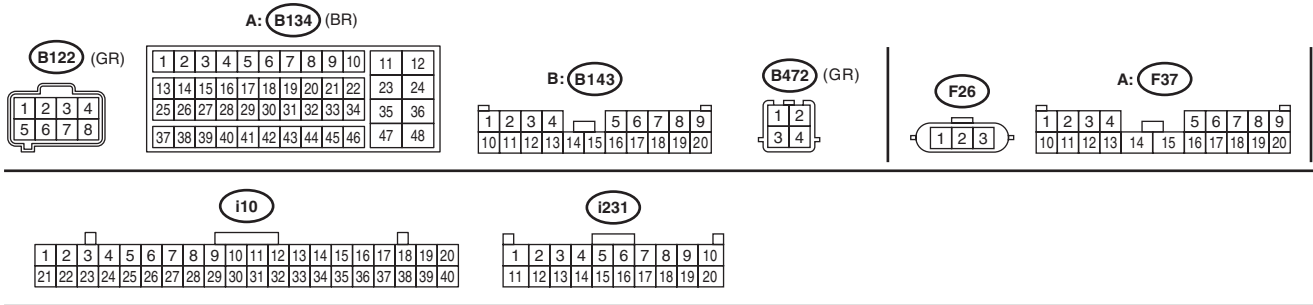 A: B134 (BR)
B122 (GR)
1 2 3 4
5 6 7 8
1 2 3 4 5 6 7 8 9 10 11 12
13 14 15 16 17 18 19 20 21 22 23 24
25 26 27 28 29 30 31 32 33 34 35 36
37 38 39 40 41 42 43 44 45 46 47 48
B: B143
1 2 3 4 5 6 7 8 9
10 11 12 13 14 15 16 17 18 19 20
B472 (GR)
1 2
3 4
F26
1 2 3
A: F37
1 2 3 4 5 6 7 8 9
10 11 12 13 14 15 16 17 18 19 20
i10
1 2 3 4 5 6 7 8 9 10 11 12 13 14 15 16 17 18 19 20
21 22 23 24 25 26 27 28 29 30 31 32 33 34 35 36 37 38 39 40
i231
1 2 3 4 5 6 7 8 9 10
11 12 13 14 15 16 17 18 19 20